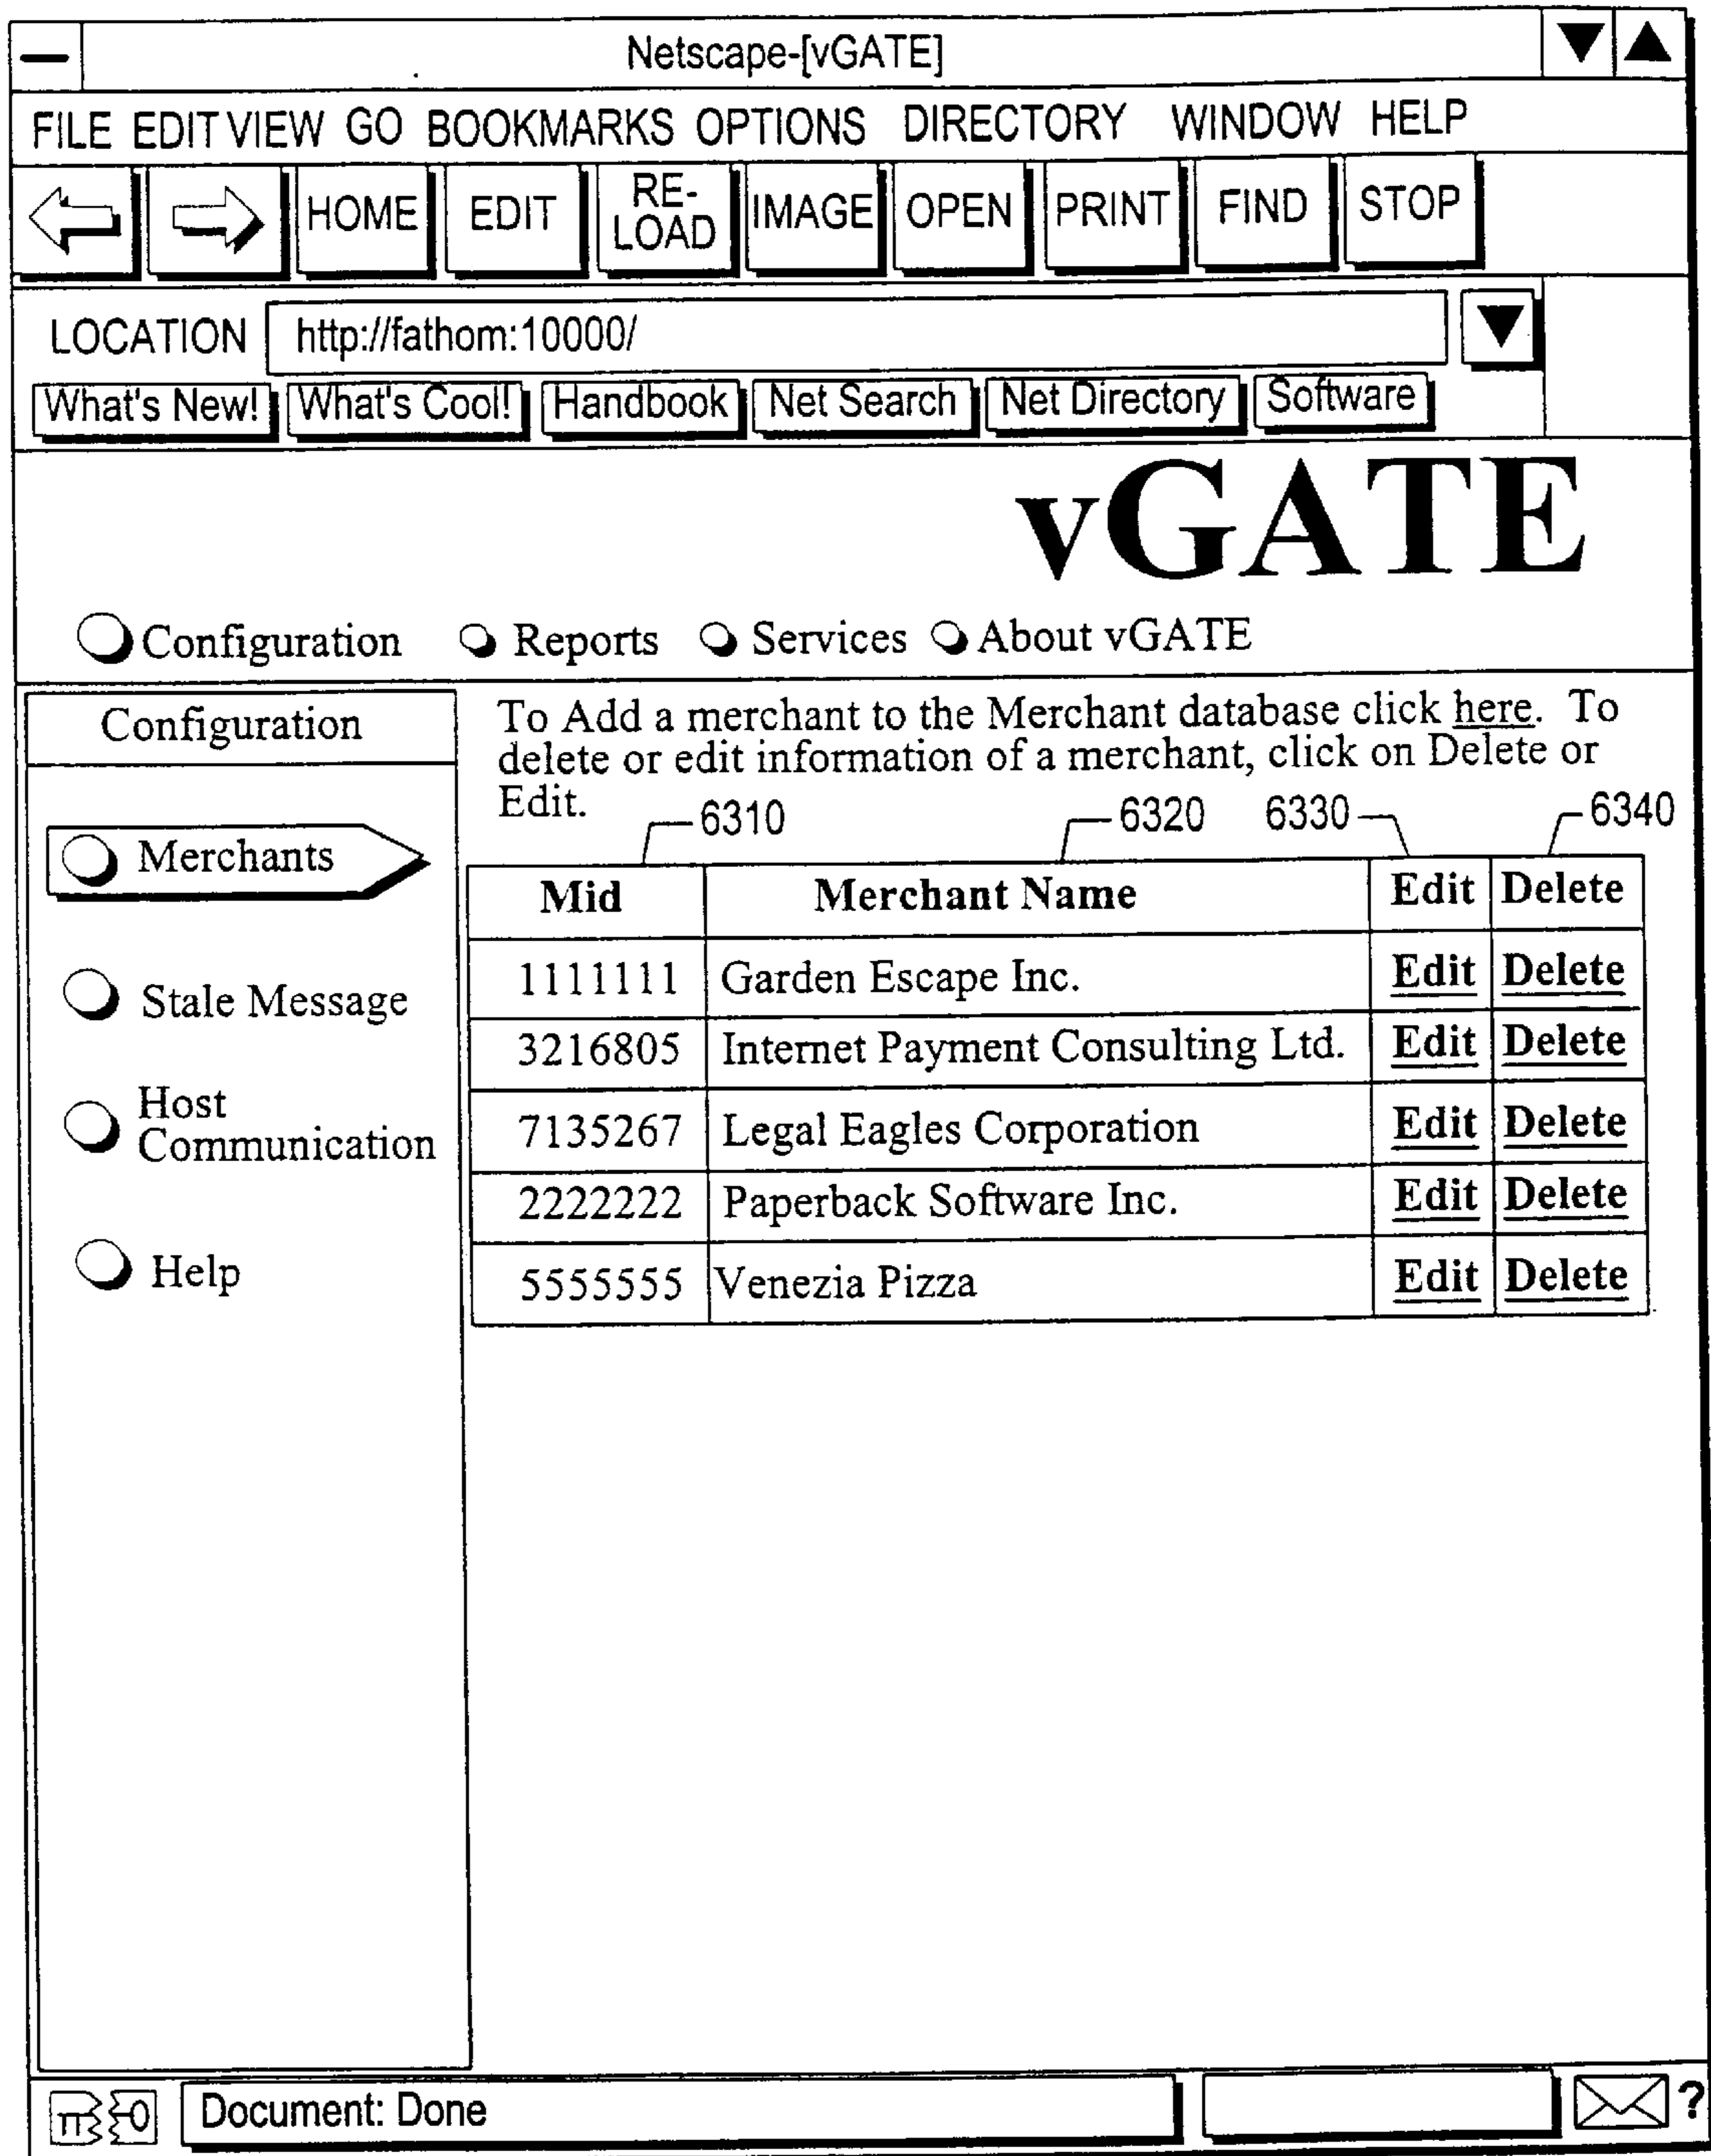 Netscape-[vGATE]
FILE EDIT VIEW GO BOOKMARKS OPTIONS DIRECTORY WINDOW HELP
HOME EDIT RE-LOAD IMAGE OPEN PRINT FIND STOP
LOCATION http://fathom:10000/
What's New! What's Cool! Handbook Net Search Net Directory Software
vGATE
Configuration Reports Services About vGATE
Configuration
Merchants
Stale Message
Host
Communication
Help
To Add a merchant to the Merchant database click here. To
delete or edit information of a merchant, click on Delete or
Edit.
6310 6320 6330 6340
Mid Merchant Name Edit Delete
1111111 Garden Escape Inc. Edit Delete
3216805 Internet Payment Consulting Ltd. Edit Delete
7135267 Legal Eagles Corporation Edit Delete
2222222 Paperback Software Inc. Edit Delete
5555555 Venezia Pizza Edit Delete
Document: Done ?